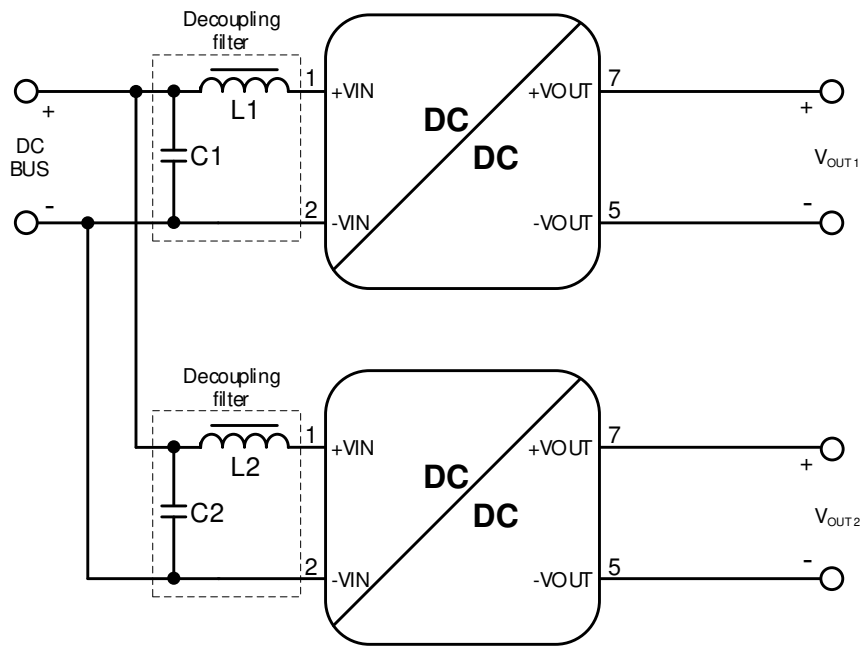 Decoupling
filter
1
+VIN
L1
+
DC
BUS
C1
-
2
-VIN
DC
DC
+VOUT
7
+
VOUT1
-VOUT
5
-
Decoupling
filter
1
+VIN
L2
C2
2
-VIN
DC
DC
+VOUT
7
+
VOUT2
-VOUT
5
-